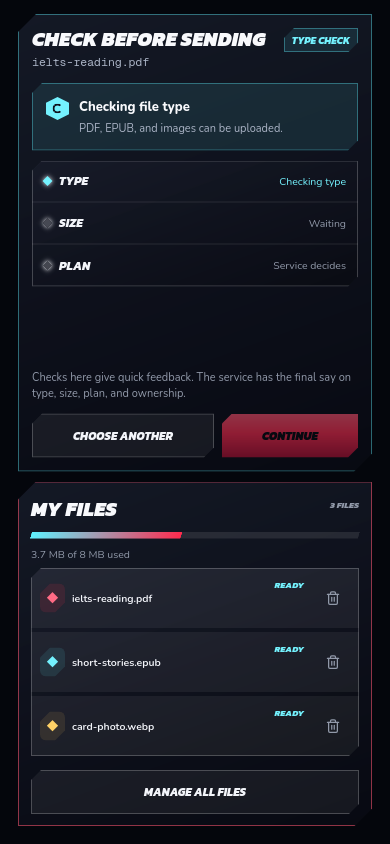 CHECK BEFORE SENDING
TYPE CHECK
ielts-reading.pdf
C
Checking file type
PDF, EPUB, and images can be uploaded.
TYPE
Checking type
SIZE
Waiting
PLAN
Service decides
Checks here give quick feedback. The service has the final say on
type, size, plan, and ownership.
CHOOSE ANOTHER
CONTINUE
MY FILES
3 FILES
3.7 MB of 8 MB used
READY
ielts-reading.pdf
READY
short-stories.epub
READY
card-photo.webp
MANAGE ALL FILES